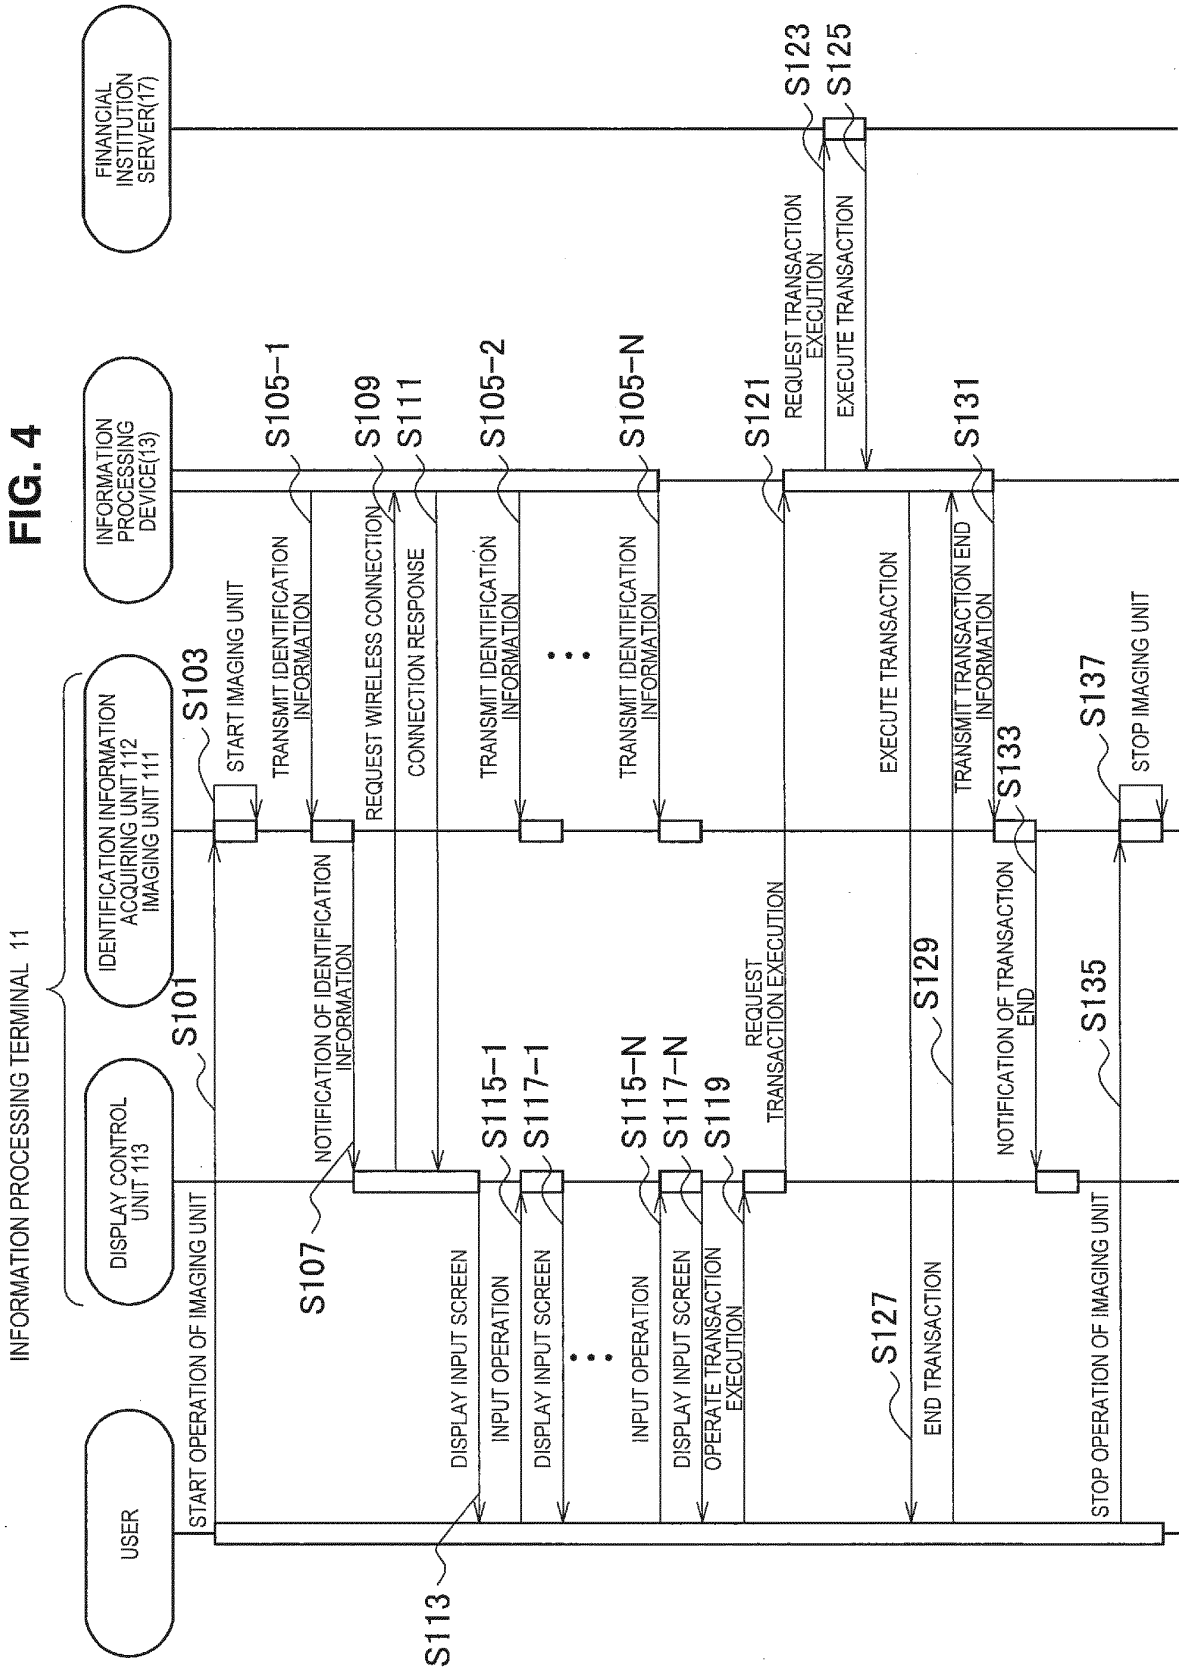 FIG. 4
INFORMATION PROCESSING TERMINAL 11
USER
DISPLAY CONTROL
UNIT 113
IDENTIFICATION INFORMATION
ACQUIRING UNIT 112
IMAGING UNIT 111
INFORMATION
PROCESSING
DEVICE(13)
FINANCIAL
INSTITUTION
SERVER(17)
START OPERATION OF IMAGING UNIT
S101
S103
START IMAGING UNIT
TRANSMIT IDENTIFICATION
INFORMATION
S105-1
S107
NOTIFICATION OF IDENTIFICATION
INFORMATION
REQUEST WIRELESS CONNECTION
S109
CONNECTION RESPONSE
S111
S113
DISPLAY INPUT SCREEN
INPUT OPERATION
S115-1
TRANSMIT IDENTIFICATION
INFORMATION
S105-2
DISPLAY INPUT SCREEN
S117-1
INPUT OPERATION
S115-N
TRANSMIT IDENTIFICATION
INFORMATION
S105-N
DISPLAY INPUT SCREEN
S117-N
OPERATE TRANSACTION
EXECUTION
S119
REQUEST
TRANSACTION EXECUTION
S121
REQUEST TRANSACTION
EXECUTION
S123
EXECUTE TRANSACTION
S125
S127
EXECUTE TRANSACTION
END TRANSACTION
S129
TRANSMIT TRANSACTION END
INFORMATION
S131
NOTIFICATION OF TRANSACTION
END
S133
STOP OPERATION OF IMAGING UNIT
S135
S137
STOP IMAGING UNIT